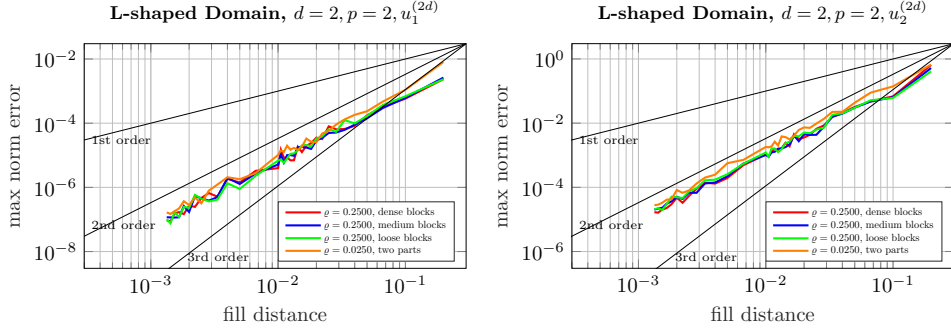 L-shaped Domain, d = 2, p = 2, u_1^{(2d)}
max norm error
10^{-2}
10^{-4}
10^{-6}
10^{-8}
1st order
2nd order
3rd order
ϱ = 0.2500, dense blocks
ϱ = 0.2500, medium blocks
ϱ = 0.2500, loose blocks
ϱ = 0.0250, two parts
10^{-3}
10^{-2}
10^{-1}
fill distance
L-shaped Domain, d = 2, p = 2, u_2^{(2d)}
max norm error
10^{0}
10^{-2}
10^{-4}
10^{-6}
1st order
2nd order
3rd order
ϱ = 0.2500, dense blocks
ϱ = 0.2500, medium blocks
ϱ = 0.2500, loose blocks
ϱ = 0.0250, two parts
10^{-3}
10^{-2}
10^{-1}
fill distance